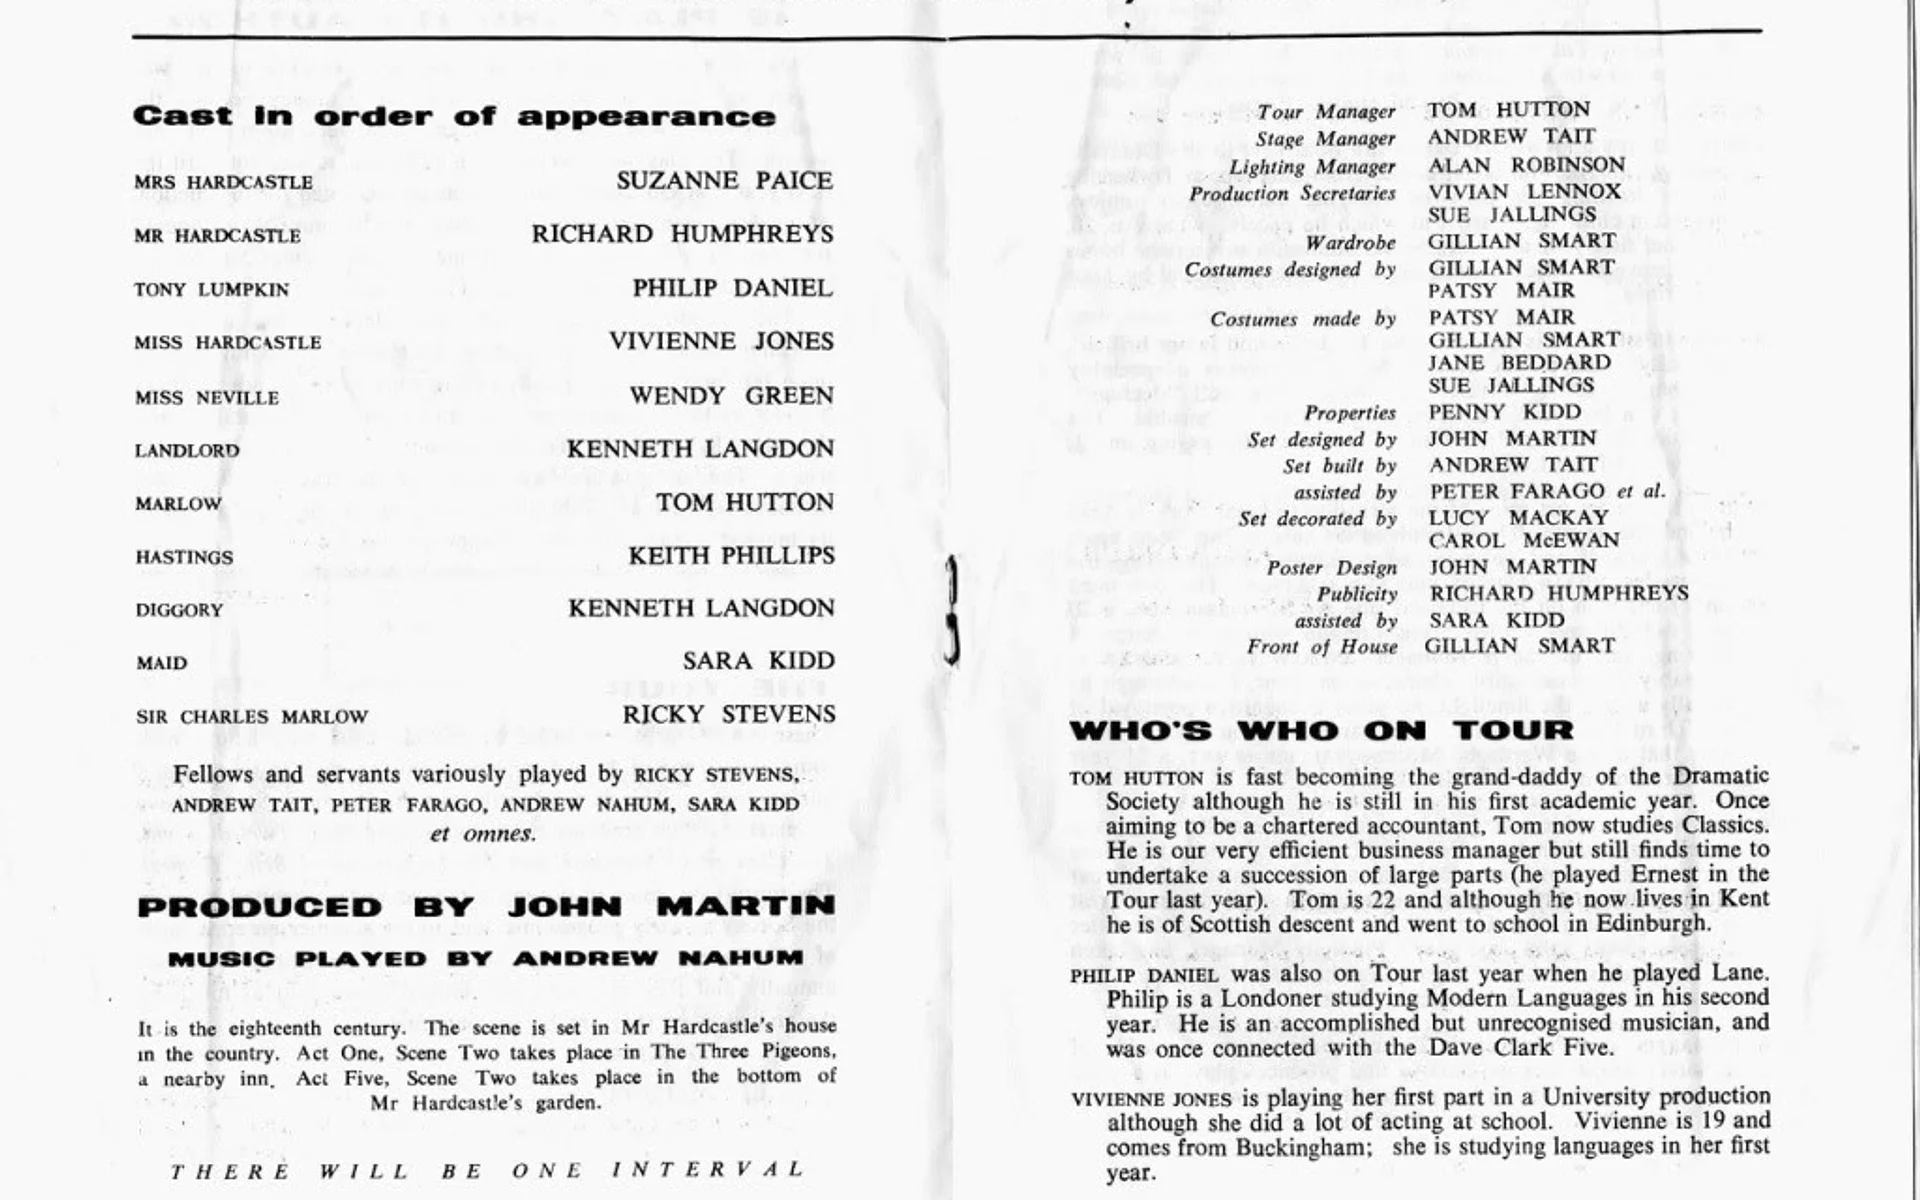 Cast in order of appearance
MRS HARDCASTLE SUZANNE PAICE
MR HARDCASTLE RICHARD HUMPHREYS
TONY LUMPKIN PHILIP DANIEL
MISS HARDCASTLE VIVIENNE JONES
MISS NEVILLE WENDY GREEN
LANDLORD KENNETH LANGDON
MARLOW TOM HUTTON
HASTINGS KEITH PHILLIPS
DIGGORY KENNETH LANGDON
MAID SARA KIDD
SIR CHARLES MARLOW RICKY STEVENS
Fellows and servants variously played by RICKY STEVENS,
ANDREW TAIT, PETER FARAGO, ANDREW NAHUM, SARA KIDD
et omnes.
PRODUCED BY JOHN MARTIN
MUSIC PLAYED BY ANDREW NAHUM
It is the eighteenth century. The scene is set in Mr Hardcastle's house
in the country. Act One, Scene Two takes place in The Three Pigeons,
a nearby inn. Act Five, Scene Two takes place in the bottom of
Mr Hardcastle's garden.
THERE WILL BE ONE INTERVAL
Tour Manager TOM HUTTON
Stage Manager ANDREW TAIT
Lighting Manager ALAN ROBINSON
Production Secretaries VIVIAN LENNOX
SUE JALLINGS
Wardrobe GILLIAN SMART
Costumes designed by GILLIAN SMART
PATSY MAIR
Costumes made by PATSY MAIR
GILLIAN SMART
JANE BEDDARD
SUE JALLINGS
Properties PENNY KIDD
Set designed by JOHN MARTIN
Set built by ANDREW TAIT
assisted by PETER FARAGO et al.
Set decorated by LUCY MACKAY
CAROL McEWAN
Poster Design JOHN MARTIN
Publicity RICHARD HUMPHREYS
assisted by SARA KIDD
Front of House GILLIAN SMART
WHO'S WHO ON TOUR
TOM HUTTON is fast becoming the grand-daddy of the Dramatic
Society although he is still in his first academic year. Once
aiming to be a chartered accountant, Tom now studies Classics.
He is our very efficient business manager but still finds time to
undertake a succession of large parts (he played Ernest in the
Tour last year). Tom is 22 and although he now lives in Kent
he is of Scottish descent and went to school in Edinburgh.
PHILIP DANIEL was also on Tour last year when he played Lane.
Philip is a Londoner studying Modern Languages in his second
year. He is an accomplished but unrecognised musician, and
was once connected with the Dave Clark Five.
VIVIENNE JONES is playing her first part in a University production
although she did a lot of acting at school. Vivienne is 19 and
comes from Buckingham; she is studying languages in her first
year.